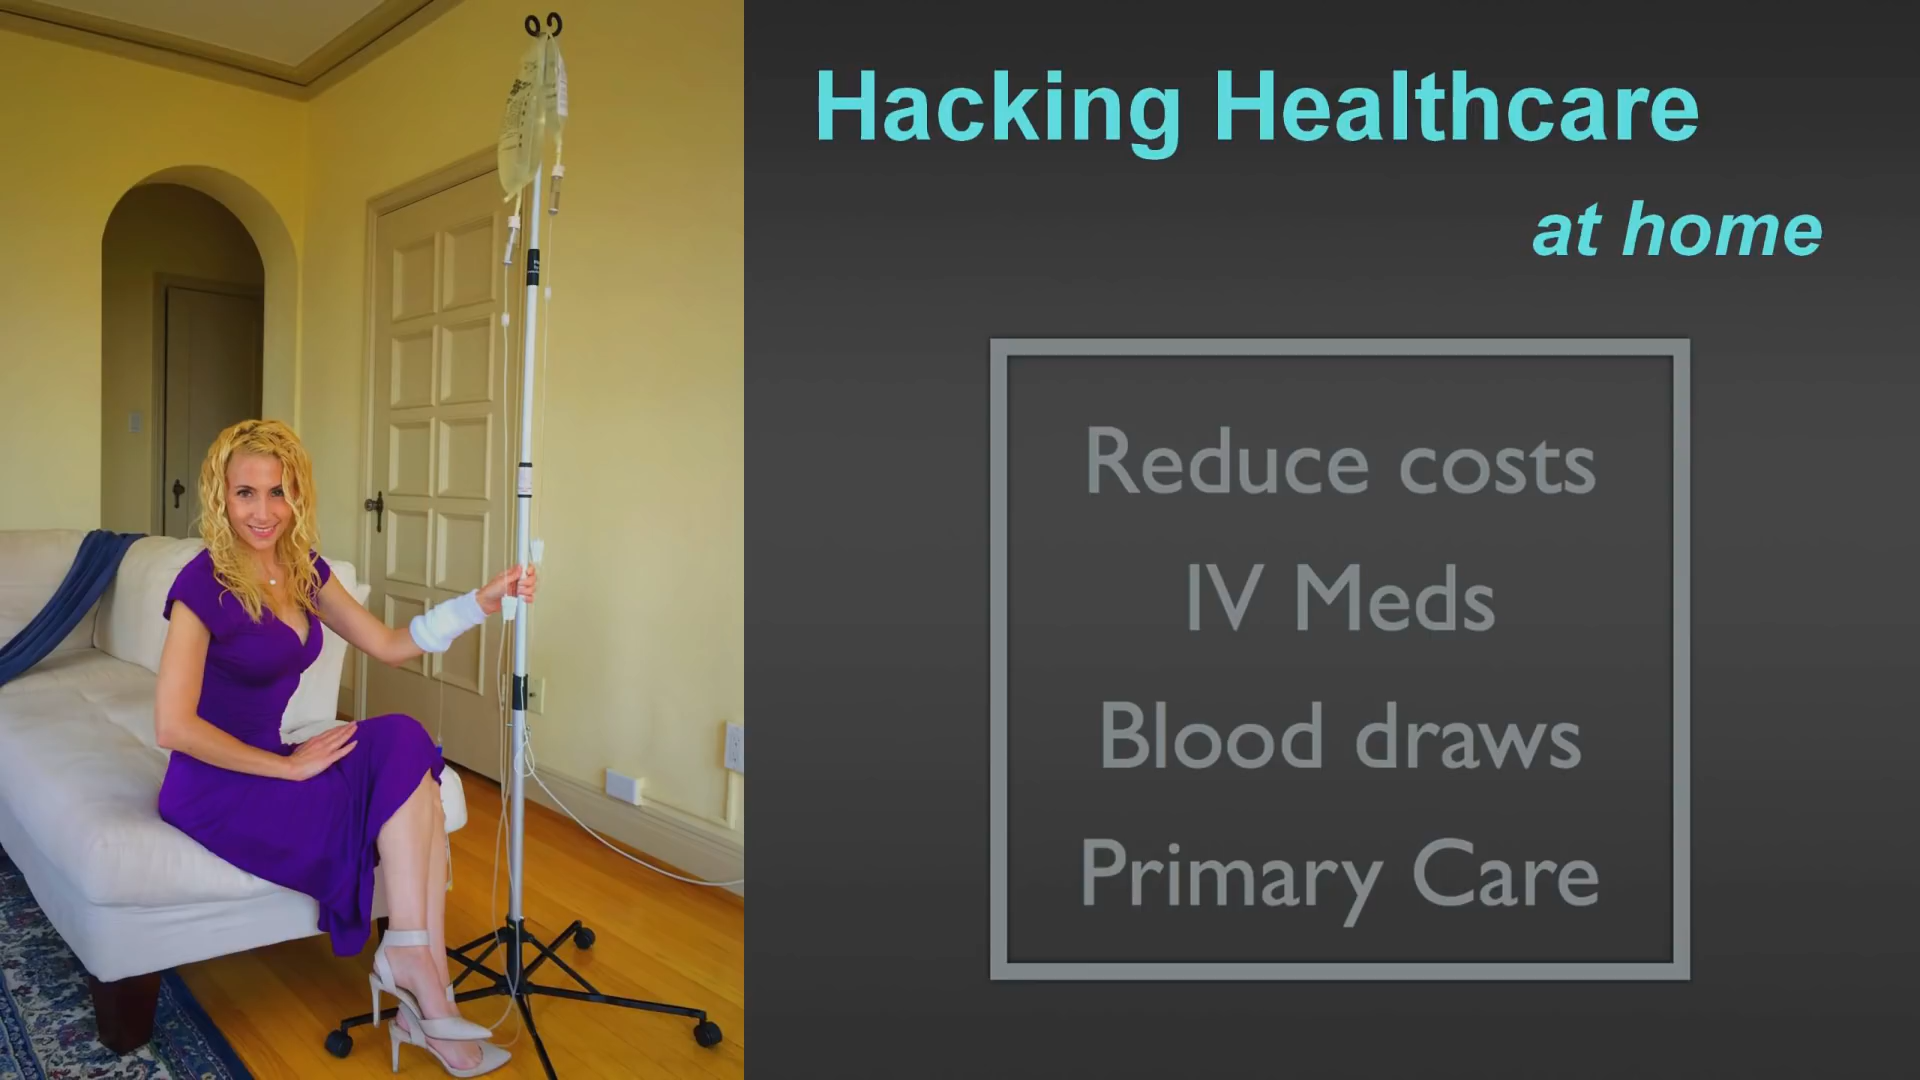 Hacking Healthcare
at home
Reduce costs
IV Meds
Blood draws
Primary Care